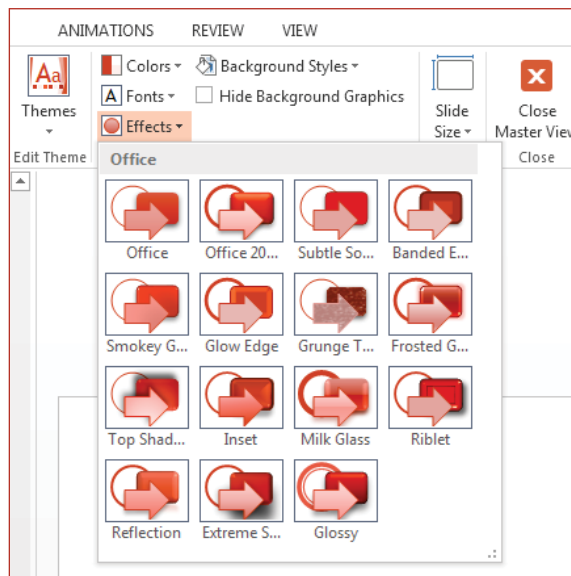 ANIMATIONS REVIEW VIEW
Aa
Themes
Edit Theme
Colors
A Fonts
Effects
Background Styles
Hide Background Graphics
Slide
Size
Close
Master View
Close
Office
Office Office 20... Subtle So... Banded E...
Smokey G... Glow Edge Grunge T... Frosted G...
Top Shad... Inset Milk Glass Riblet
Reflection Extreme S... Glossy